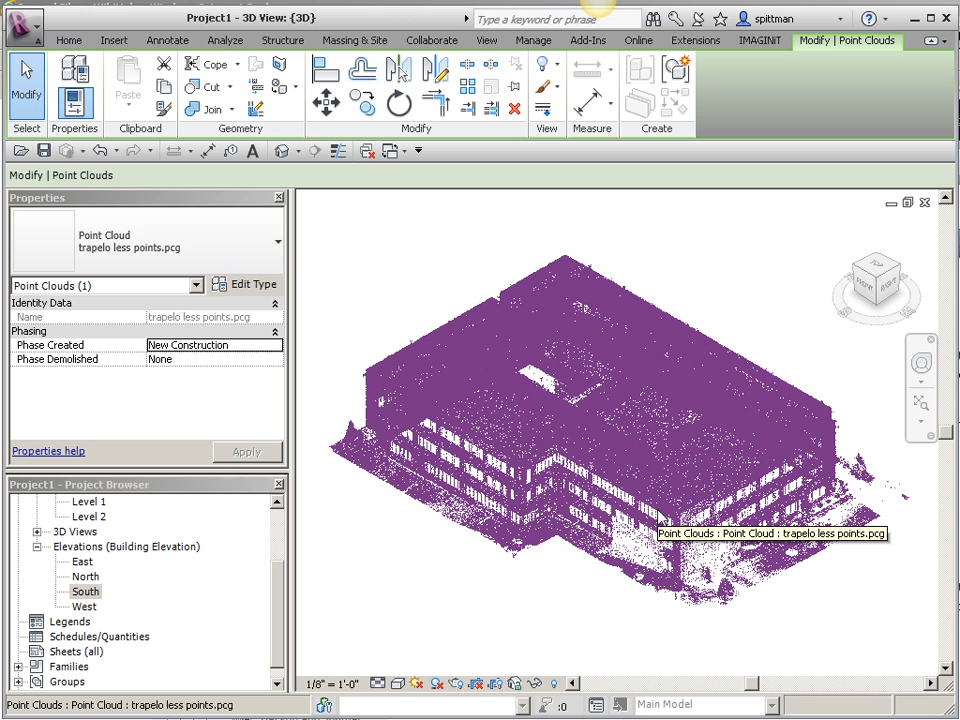 Project1 - 3D View: {3D}
Type a keyword or phrase
spittman
Home Insert Annotate Analyze Structure Massing & Site Collaborate View Manage Add-Ins Online Extensions IMAGINiT Modify | Point Clouds
Modify
Paste
Cope
Cut
Join
Select Properties Clipboard Geometry Modify View Measure Create
Modify | Point Clouds
Properties
Point Cloud
trapelo less points.pcg
Point Clouds (1)
Edit Type
Identity Data
Name trapelo less points.pcg
Phasing
Phase Created New Construction
Phase Demolished None
Properties help
Apply
Project1 - Project Browser
Level 1
Level 2
3D Views
Elevations (Building Elevation)
East
North
South
West
Legends
Schedules/Quantities
Sheets (all)
Families
Groups
TOP
FRONT
RIGHT
Point Clouds : Point Cloud : trapelo less points.pcg
1/8" = 1'-0"
Point Clouds : Point Cloud : trapelo less points.pcg
:0
Main Model